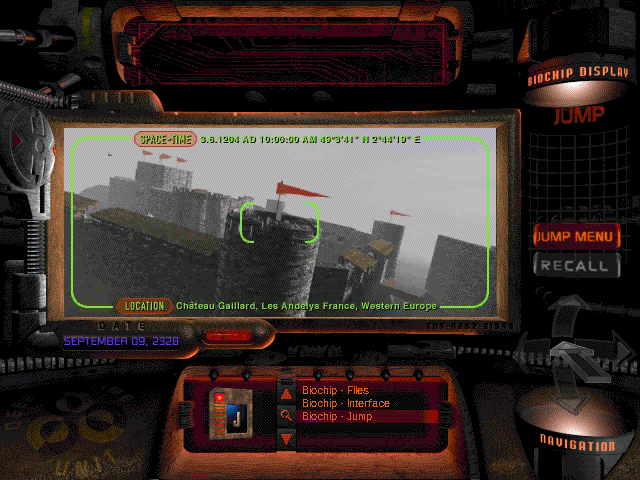 BIOCHIP DISPLAY
JUMP
SPACE-TIME 3.6.1204 AD 10:00:00 AM 49°3'41" N 2°44'19" E
JUMP MENU
RECALL
LOCATION Château Gaillard, Les Andelys France, Western Europe
DATE
SEPTEMBER 09, 2328
Biochip - Files
Biochip - Interface
Biochip - Jump
J
NAVIGATION